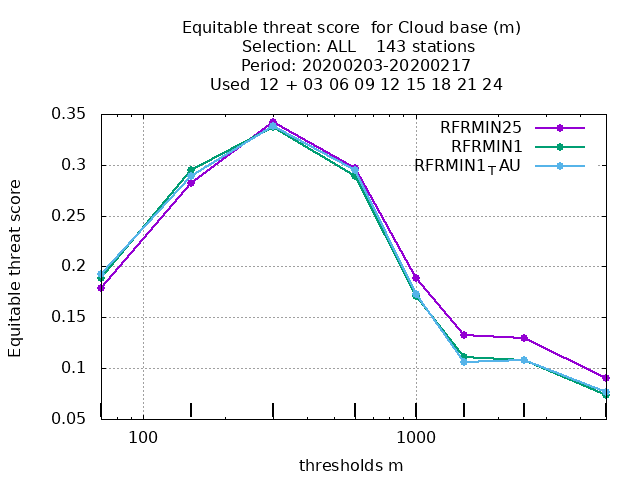 Equitable threat score  for Cloud base (m)
Selection: ALL    143 stations
Period: 20200203-20200217
Used  12 + 03 06 09 12 15 18 21 24
RFRMIN25
RFRMIN1
RFRMIN1TAU
Equitable threat score
0.35
0.3
0.25
0.2
0.15
0.1
0.05
100
1000
thresholds m